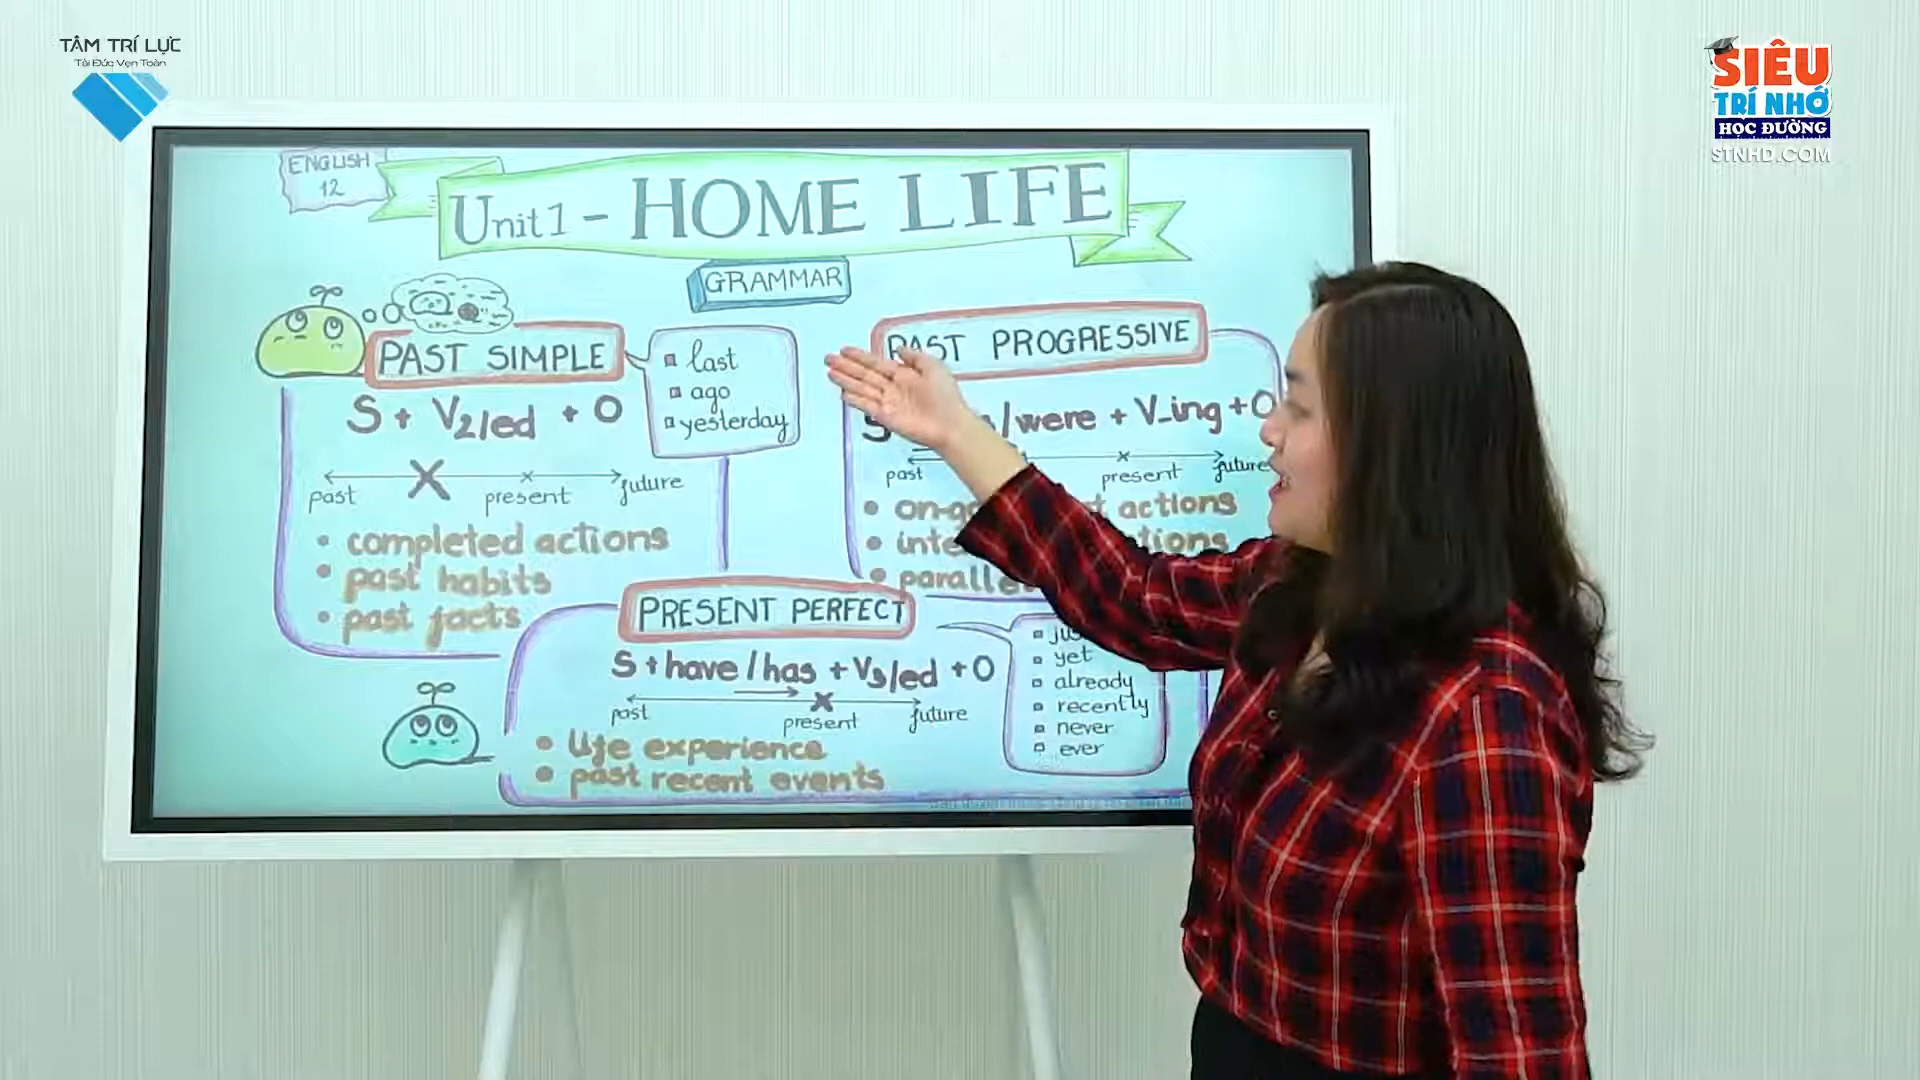 TÂM TRÍ LỰC
Tài Đức Vẹn Toàn
SIÊU
TRÍ NHỚ
HỌC ĐƯỜNG
STNHD.COM
ENGLISH
12
Unit 1 - HOME LIFE
GRAMMAR
PAST SIMPLE
last
ago
yesterday
S + V2/ed + O
past present future
• completed actions
• past habits
• past facts
PAST PROGRESSIVE
S /were + V_ing + O
past present future
• actions
•
•
PRESENT PERFECT
S + have / has + V3/ed + O
past present future
• life experience
• past recent events
yet
already
recently
never
ever